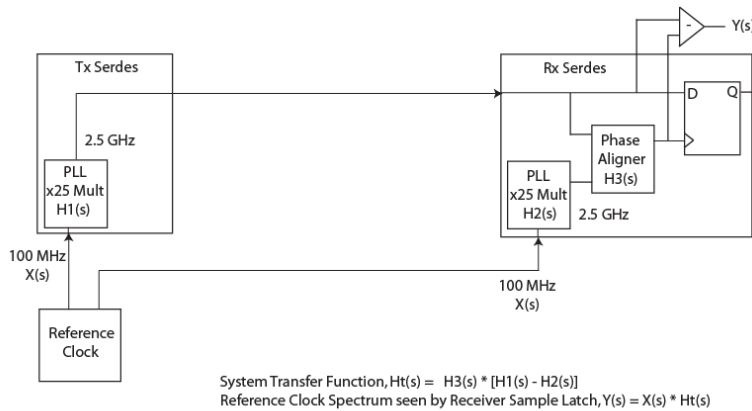 Y(s)
-
Tx Serdes
Rx Serdes
D
Q
2.5 GHz
PLL
x25 Mult
H1(s)
Phase
Aligner
H3(s)
PLL
x25 Mult
H2(s)
2.5 GHz
100 MHz
X(s)
100 MHz
X(s)
Reference
Clock
System Transfer Function, Ht(s) = H3(s) * [H1(s) - H2(s)]
Reference Clock Spectrum seen by Receiver Sample Latch, Y(s) = X(s) * Ht(s)